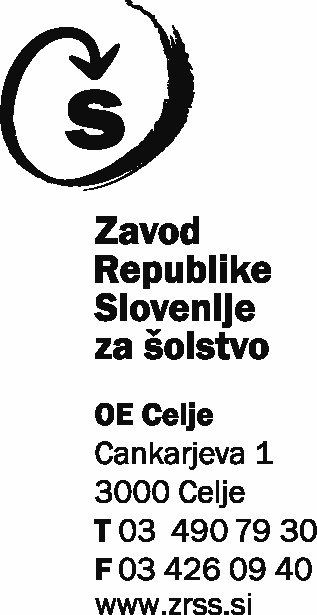 š
Zavod
Republike
Slovenije
za šolstvo
OE Celje
Cankarjeva 1
3000 Celje
T 03 490 79 30
F 03 426 09 40
www.zrss.si